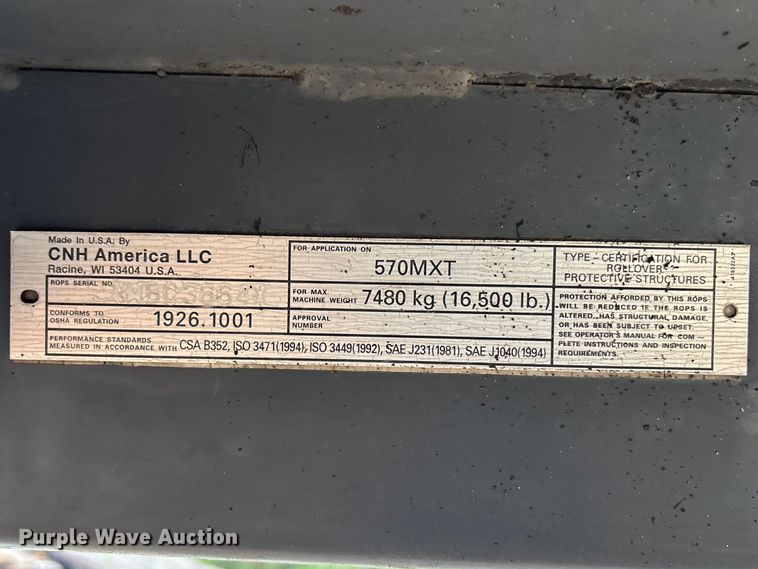 Made in U.S.A. By
CNH America LLC
Racine, WI 53404 U.S.A.
ROPS SERIAL NO.
CONFORMS TO
OSHA REGULATION 1926.1001
PERFORMANCE STANDARDS
MEASURED IN ACCORDANCE WITH CSA B352, ISO 3471(1994), ISO 3449(1992), SAE J231(1981), SAE J1040(1994)
FOR APPLICATION ON
570MXT
FOR MAX.
MACHINE WEIGHT 7480 kg (16,500 lb.)
APPROVAL
NUMBER
TYPE – CERTIFICATION FOR
ROLLOVER
PROTECTIVE STRUCTURES
PROTECTION AFFORDED BY THIS ROPS
WILL BE REDUCED IF THE ROPS IS
ALTERED, HAS STRUCTURAL DAMAGE,
OR HAS BEEN SUBJECT TO UPSET.
SEE OPERATOR'S MANUAL FOR COM –
PLETE INSTRUCTIONS AND INSPECTION
REQUIREMENTS.
Purple Wave Auction